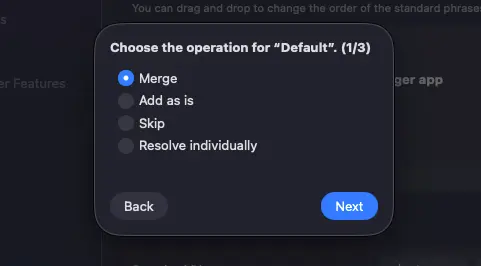 You can drag and drop to change the order of the standard phrases
Choose the operation for “Default”. (1/3)
Merge
ger app
Add as is
er Features
Skip
Resolve individually
Back
Next